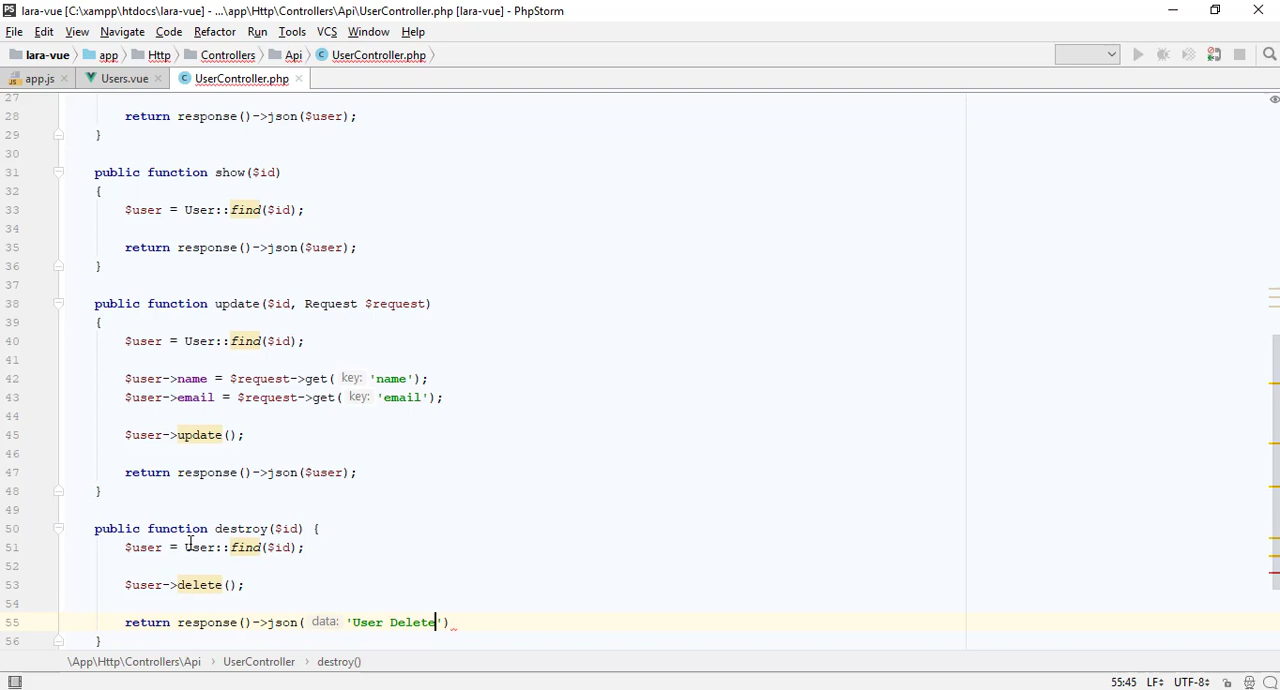 lara-vue [C:\xampp\htdocs\lara-vue] - ...\app\Http\Controllers\Api\UserController.php [lara-vue] - PhpStorm
File Edit View Navigate Code Refactor Run Tools VCS Window Help
lara-vue app Http Controllers Api UserController.php
app.js Users.vue UserController.php
27
28 return response()->json($user);
29 }
30
31 public function show($id)
32 {
33 $user = User::find($id);
34
35 return response()->json($user);
36 }
37
38 public function update($id, Request $request)
39 {
40 $user = User::find($id);
41
42 $user->name = $request->get( key: 'name');
43 $user->email = $request->get( key: 'email');
44
45 $user->update();
46
47 return response()->json($user);
48 }
49
50 public function destroy($id) {
51 $user = User::find($id);
52
53 $user->delete();
54
55 return response()->json( data: 'User Delete')
56 }
\App\Http\Controllers\Api UserController destroy()
55:45 LF UTF-8